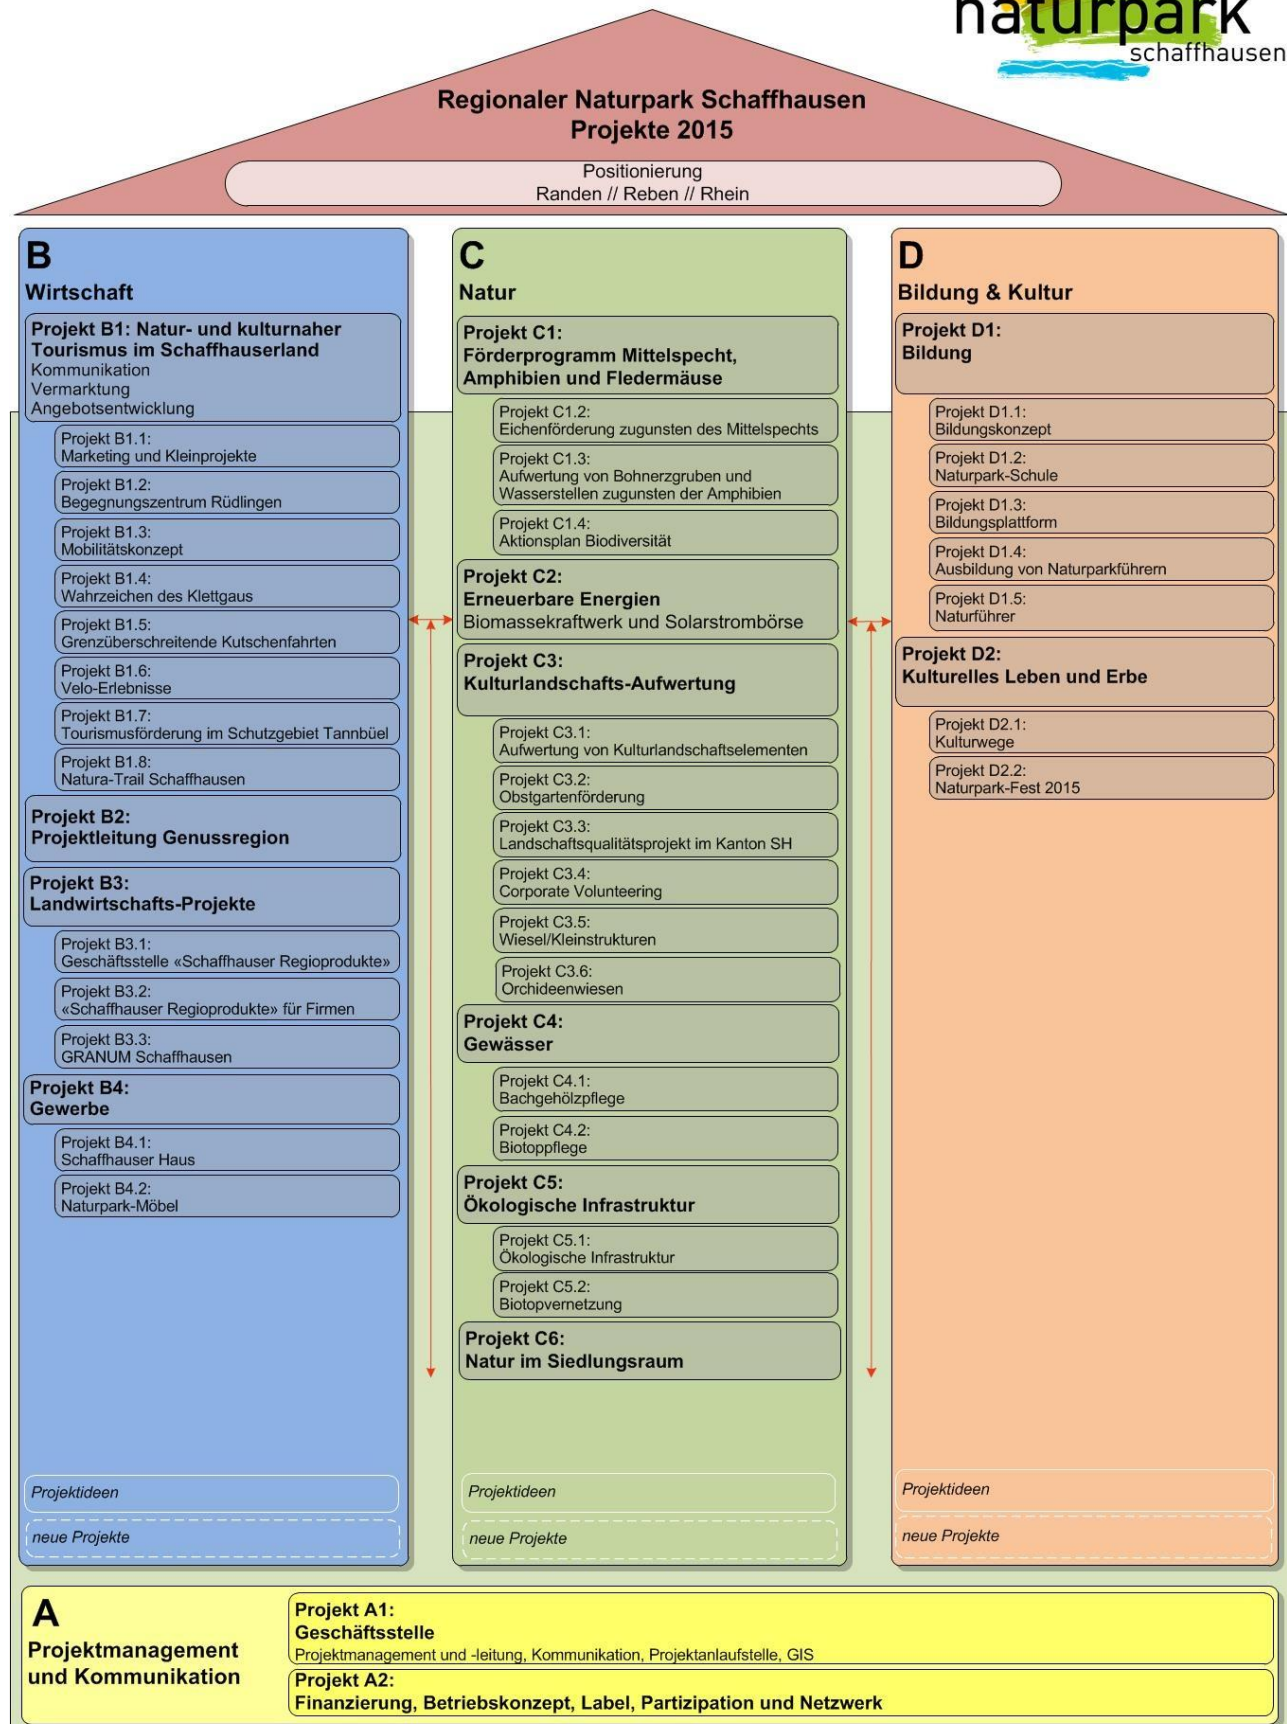 naturpark
schaffhausen
Regionaler Naturpark Schaffhausen
Projekte 2015
Positionierung
Randen // Reben // Rhein
B
Wirtschaft
Projekt B1: Natur- und kulturnaher
Tourismus im Schaffhauserland
Kommunikation
Vermarktung
Angebotsentwicklung
Projekt B1.1:
Marketing und Kleinprojekte
Projekt B1.2:
Begegnungszentrum Rüdlingen
Projekt B1.3:
Mobilitätskonzept
Projekt B1.4:
Wahrzeichen des Klettgaus
Projekt B1.5:
Grenzüberschreitende Kutschenfahrten
Projekt B1.6:
Velo-Erlebnisse
Projekt B1.7:
Tourismusförderung im Schutzgebiet Tannbüel
Projekt B1.8:
Natura-Trail Schaffhausen
Projekt B2:
Projektleitung Genussregion
Projekt B3:
Landwirtschafts-Projekte
Projekt B3.1:
Geschäftsstelle «Schaffhauser Regioprodukte»
Projekt B3.2:
«Schaffhauser Regioprodukte» für Firmen
Projekt B3.3:
GRANUM Schaffhausen
Projekt B4:
Gewerbe
Projekt B4.1:
Schaffhauser Haus
Projekt B4.2:
Naturpark-Möbel
Projektideen
neue Projekte
C
Natur
Projekt C1:
Förderprogramm Mittelspecht,
Amphibien und Fledermäuse
Projekt C1.2:
Eichenförderung zugunsten des Mittelspechts
Projekt C1.3:
Aufwertung von Bohnerzgruben und
Wasserstellen zugunsten der Amphibien
Projekt C1.4:
Aktionsplan Biodiversität
Projekt C2:
Erneuerbare Energien
Biomassekraftwerk und Solarstrombörse
Projekt C3:
Kulturlandschafts-Aufwertung
Projekt C3.1:
Aufwertung von Kulturlandschaftselementen
Projekt C3.2:
Obstgartenförderung
Projekt C3.3:
Landschaftsqualitätsprojekt im Kanton SH
Projekt C3.4:
Corporate Volunteering
Projekt C3.5:
Wiesel/Kleinstrukturen
Projekt C3.6:
Orchideenwiesen
Projekt C4:
Gewässer
Projekt C4.1:
Bachgehölzpflege
Projekt C4.2:
Biotoppflege
Projekt C5:
Ökologische Infrastruktur
Projekt C5.1:
Ökologische Infrastruktur
Projekt C5.2:
Biotopvernetzung
Projekt C6:
Natur im Siedlungsraum
Projektideen
neue Projekte
D
Bildung & Kultur
Projekt D1:
Bildung
Projekt D1.1:
Bildungskonzept
Projekt D1.2:
Naturpark-Schule
Projekt D1.3:
Bildungsplattform
Projekt D1.4:
Ausbildung von Naturparkführern
Projekt D1.5:
Naturführer
Projekt D2:
Kulturelles Leben und Erbe
Projekt D2.1:
Kulturwege
Projekt D2.2:
Naturpark-Fest 2015
Projektideen
neue Projekte
A
Projektmanagement
und Kommunikation
Projekt A1:
Geschäftsstelle
Projektmanagement und -leitung, Kommunikation, Projektanlaufstelle, GIS
Projekt A2:
Finanzierung, Betriebskonzept, Label, Partizipation und Netzwerk